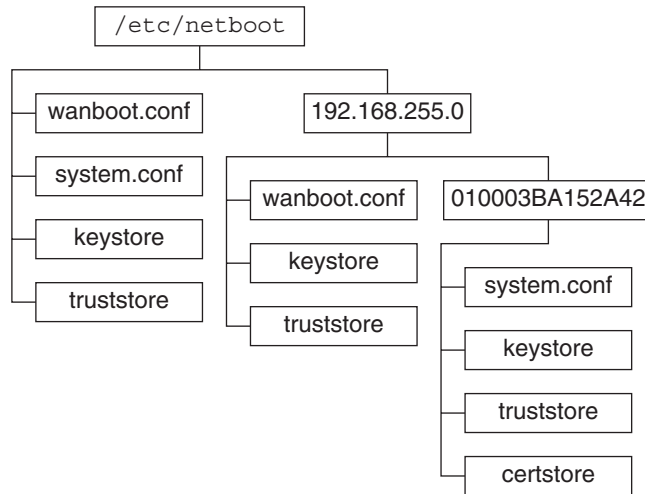 /etc/netboot
wanboot.conf
system.conf
keystore
truststore
192.168.255.0
wanboot.conf
keystore
truststore
010003BA152A42
system.conf
keystore
truststore
certstore